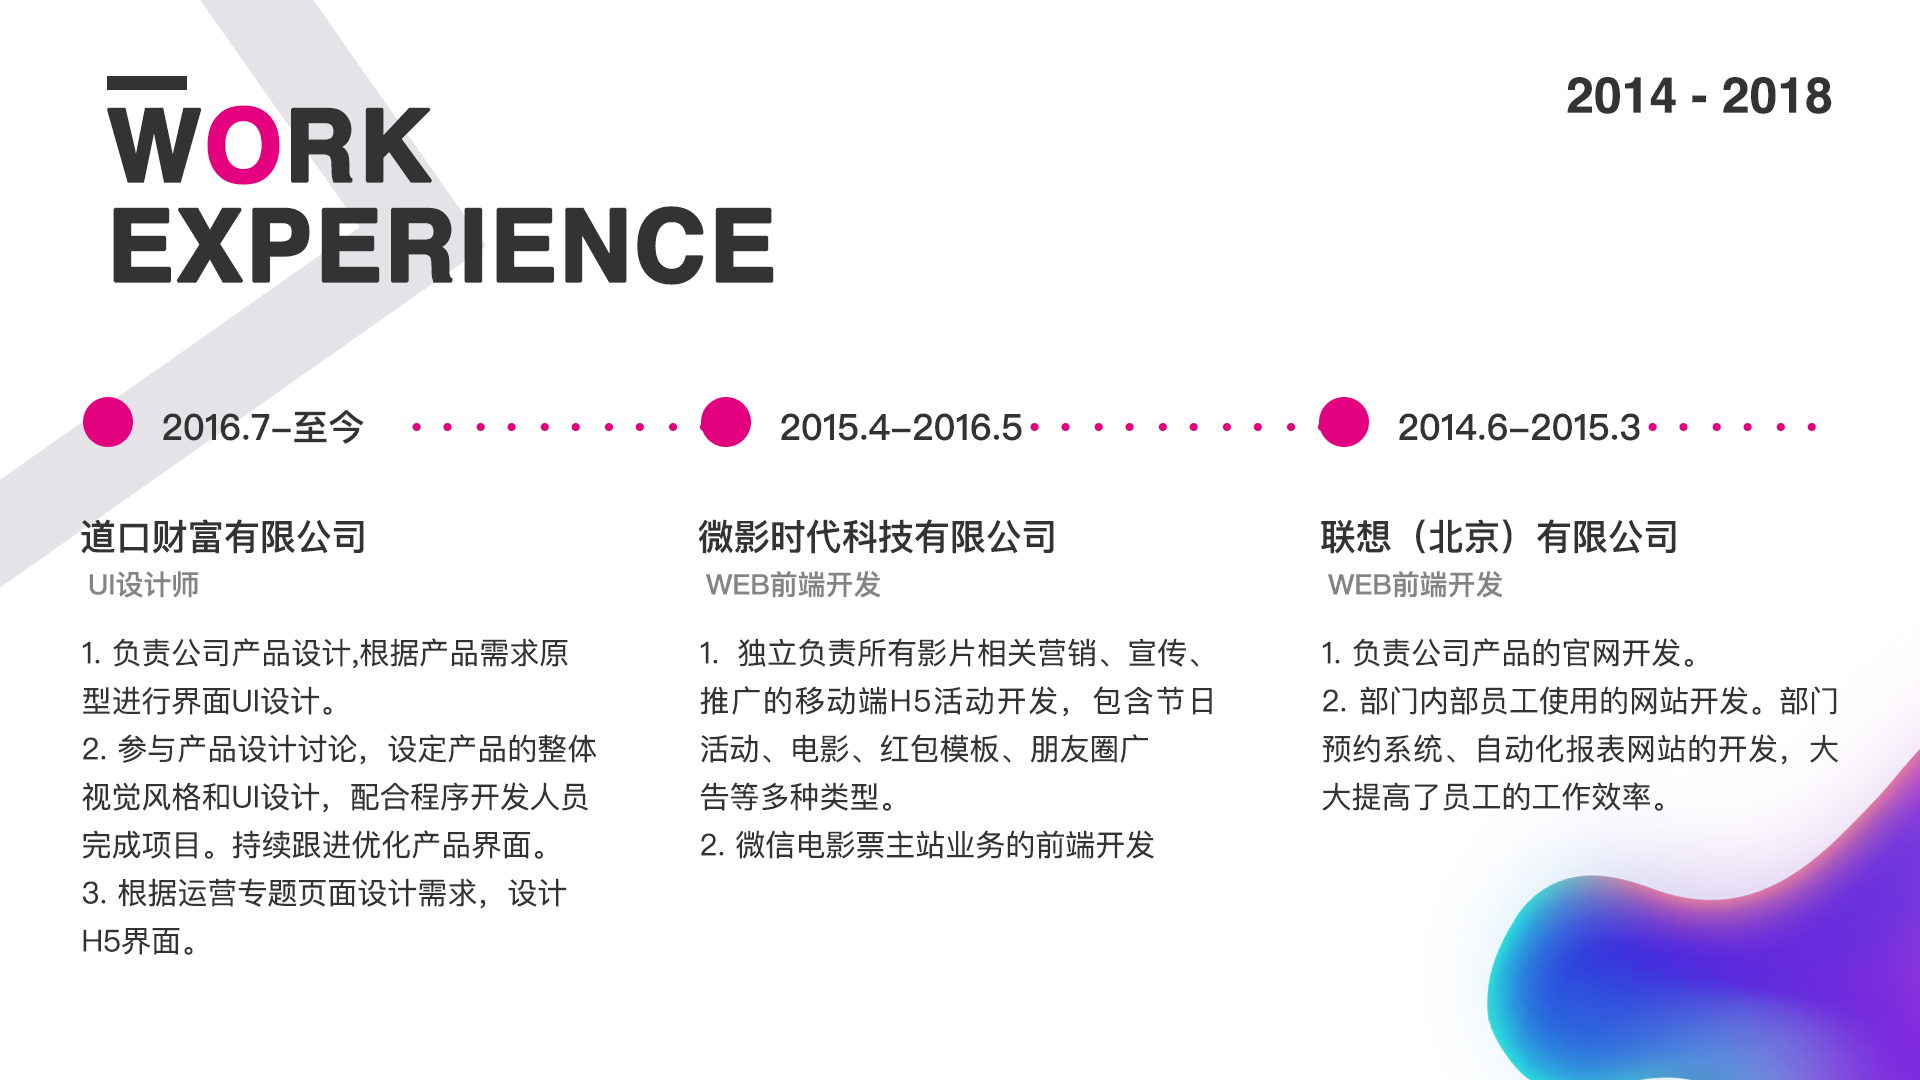 WORK
EXPERIENCE
2014 - 2018
2016.7–至今
道口财富有限公司
UI设计师
1. 负责公司产品设计,根据产品需求原
型进行界面UI设计。
2. 参与产品设计讨论，设定产品的整体
视觉风格和UI设计，配合程序开发人员
完成项目。持续跟进优化产品界面。
3. 根据运营专题页面设计需求，设计
H5界面。
2015.4–2016.5
微影时代科技有限公司
WEB前端开发
1. 独立负责所有影片相关营销、宣传、
推广的移动端H5活动开发，包含节日
活动、电影、红包模板、朋友圈广
告等多种类型。
2. 微信电影票主站业务的前端开发
2014.6–2015.3
联想（北京）有限公司
WEB前端开发
1. 负责公司产品的官网开发。
2. 部门内部员工使用的网站开发。部门
预约系统、自动化报表网站的开发，大
大提高了员工的工作效率。